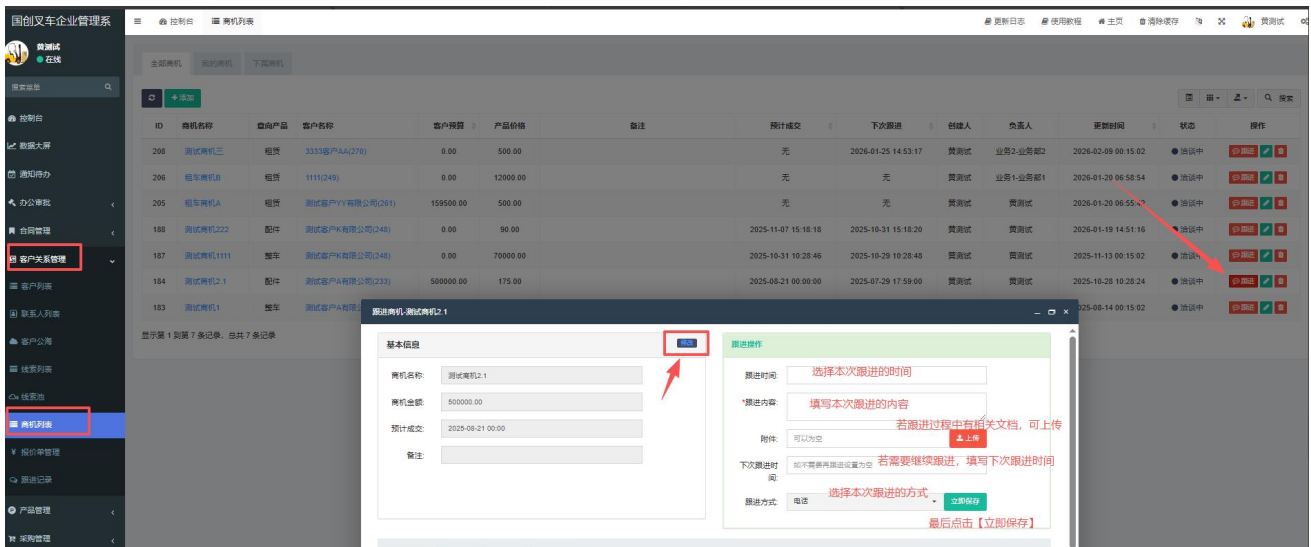 国创叉车企业管理系
控制台
商机列表
更新日志
使用教程
主页
清除缓存
黄测试
黄测试
在线
搜索菜单
控制台
数据大屏
通知待办
办公审批
合同管理
客户关系管理
客户列表
联系人列表
客户公海
线索列表
线索池
商机列表
报价单管理
跟进记录
产品管理
采购管理
全部商机 我的商机 下属商机
+添加
搜索
ID 商机名称 意向产品 客户名称 客户预算 产品价格 备注 预计成交 下次跟进 创建人 负责人 更新时间 状态 操作
208 测试商机三 租赁 3333客户AA(270) 0.00 500.00 无 2026-01-25 14:53:17 黄测试 业务2-业务部2 2026-02-09 00:15:02 洽谈中 跟进
206 租车商机B 租赁 1111(249) 0.00 12000.00 无 无 黄测试 业务1-业务部1 2026-01-20 06:58:54 洽谈中 跟进
205 租车商机A 租赁 测试客户YY有限公司(261) 159500.00 500.00 无 无 黄测试 黄测试 2026-01-20 06:55:42 洽谈中 跟进
188 测试商机222 配件 测试客户K有限公司(248) 0.00 90.00 2025-11-07 15:18:18 2025-10-31 15:18:20 黄测试 黄测试 2026-01-19 14:51:16 洽谈中 跟进
187 测试商机1111 整车 测试客户K有限公司(248) 0.00 70000.00 2025-10-31 10:28:46 2025-10-29 10:28:48 黄测试 黄测试 2025-11-13 00:15:02 洽谈中 跟进
184 测试商机2.1 配件 测试客户A有限公司(233) 500000.00 175.00 2025-08-21 00:00:00 2025-07-29 17:59:00 黄测试 黄测试 2025-10-28 10:28:24 洽谈中 跟进
183 测试商机1 整车 测试客户A有限 025-08-14 00:15:02 洽谈中 跟进
显示第 1 到第 7 条记录，总共 7 条记录
跟进商机-测试商机2.1
基本信息
修改
商机名称: 测试商机2.1
商机金额: 500000.00
预计成交: 2025-08-21 00:00
备注:
跟进操作
跟进时间: 选择本次跟进的时间
*跟进内容: 填写本次跟进的内容
若跟进过程中有相关文档，可上传
附件: 可以为空 上传
下次跟进时间: 如不需要再跟进设置为空 若需要继续跟进，填写下次跟进时间
选择本次跟进的方式
跟进方式: 电话 立即保存
最后点击【立即保存】